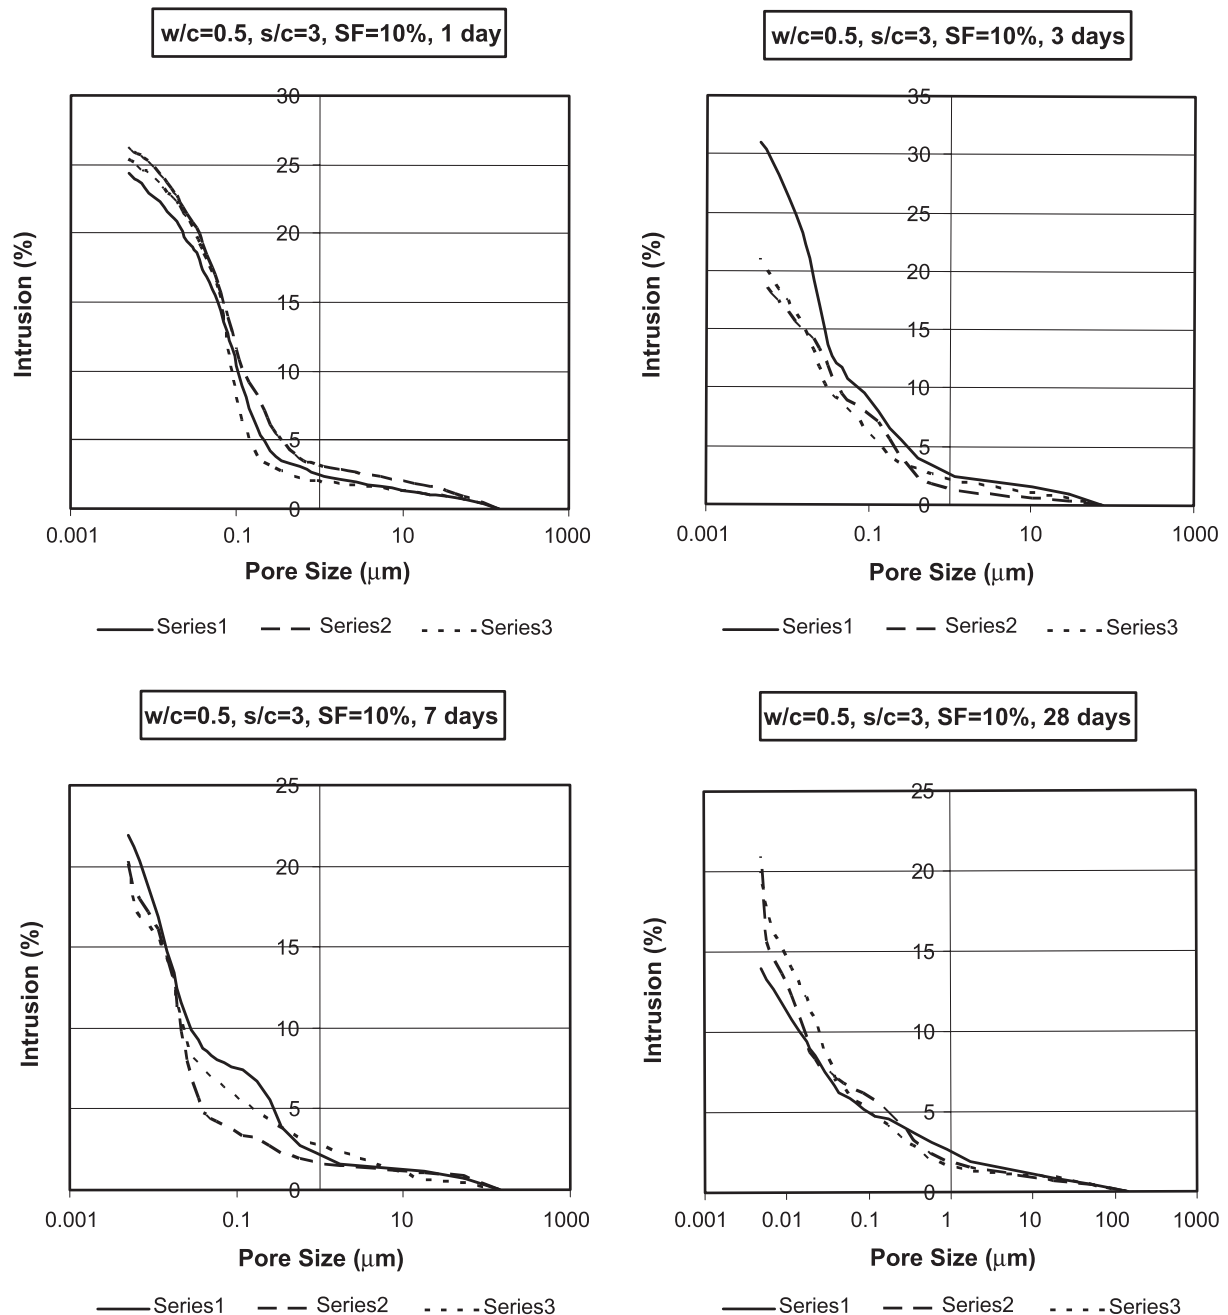 w/c=0.5, s/c=3, SF=10%, 1 day
30
25
20
15
10
5
0
0.001 0.1 10 1000
Intrusion (%)
Pore Size (μm)
Series1 Series2 Series3
w/c=0.5, s/c=3, SF=10%, 3 days
35
30
25
20
15
10
5
0
0.001 0.1 10 1000
Intrusion (%)
Pore Size (μm)
Series1 Series2 Series3
w/c=0.5, s/c=3, SF=10%, 7 days
25
20
15
10
5
0
0.001 0.1 10 1000
Intrusion (%)
Pore Size (μm)
Series1 Series2 Series3
w/c=0.5, s/c=3, SF=10%, 28 days
25
20
15
10
5
0
0.001 0.01 0.1 1 10 100 1000
Intrusion (%)
Pore Size (μm)
Series1 Series2 Series3